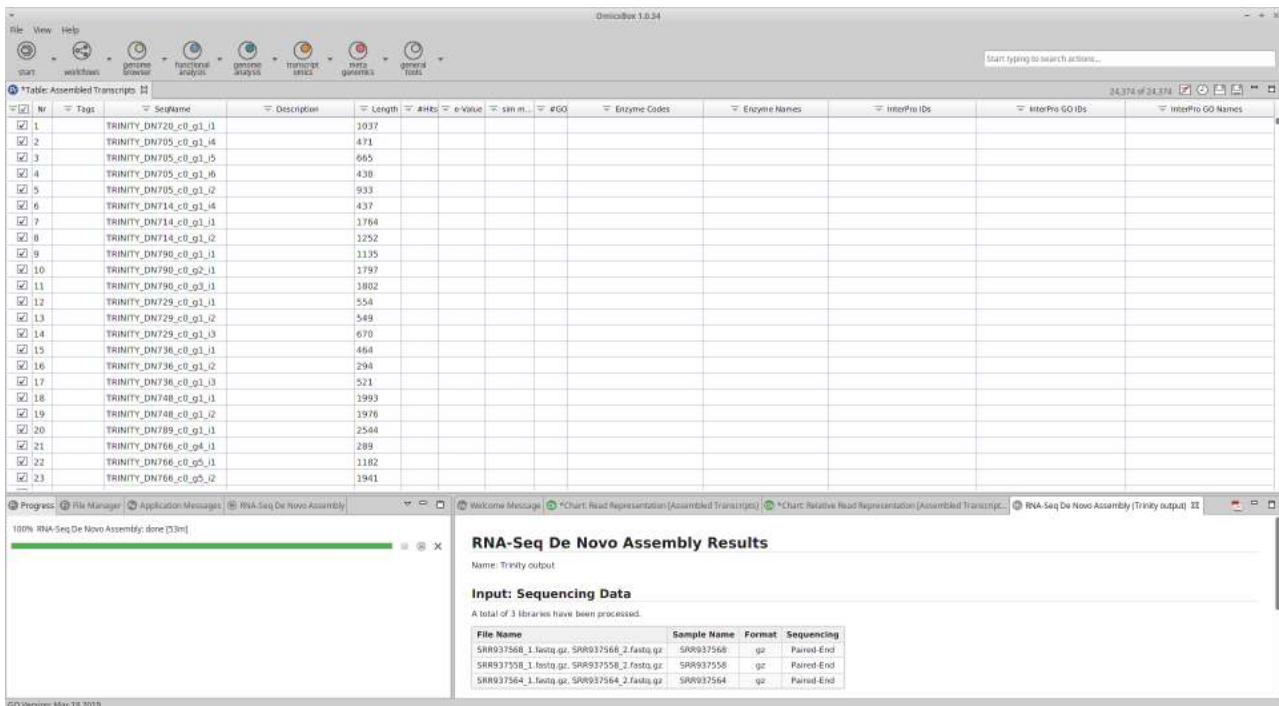 OmicsBox 1.0.34
File View Help
start workflows genome browser functional analysis genome analysis transcript omics meta genomics general tools
Start typing to search actions...
*Table: Assembled Transcripts
24,374 of 24,374
Nr Tags SeqName Description Length #Hits e-Value sim m... #GO Enzyme Codes Enzyme Names InterPro IDs InterPro GO IDs InterPro GO Names
1 TRINITY_DN720_c0_g1_i1 1037
2 TRINITY_DN705_c0_g1_i4 471
3 TRINITY_DN705_c0_g1_i5 665
4 TRINITY_DN705_c0_g1_i6 438
5 TRINITY_DN705_c0_g1_i2 933
6 TRINITY_DN714_c0_g1_i4 437
7 TRINITY_DN714_c0_g1_i1 1764
8 TRINITY_DN714_c0_g1_i2 1252
9 TRINITY_DN790_c0_g1_i1 1135
10 TRINITY_DN790_c0_g2_i1 1797
11 TRINITY_DN790_c0_g3_i1 1802
12 TRINITY_DN729_c0_g1_i1 554
13 TRINITY_DN729_c0_g1_i2 549
14 TRINITY_DN729_c0_g1_i3 670
15 TRINITY_DN736_c0_g1_i1 464
16 TRINITY_DN736_c0_g1_i2 294
17 TRINITY_DN736_c0_g1_i3 521
18 TRINITY_DN748_c0_g1_i1 1993
19 TRINITY_DN748_c0_g1_i2 1976
20 TRINITY_DN789_c0_g1_i1 2544
21 TRINITY_DN766_c0_g4_i1 289
22 TRINITY_DN766_c0_g5_i1 1182
23 TRINITY_DN766_c0_g5_i2 1941
Progress File Manager Application Messages RNA-Seq De Novo Assembly
100% RNA-Seq De Novo Assembly: done [53m]
Welcome Message *Chart: Read Representation [Assembled Transcripts] *Chart: Relative Read Representation [Assembled Transcript... RNA-Seq De Novo Assembly (Trinity output)
RNA-Seq De Novo Assembly Results
Name: Trinity output
Input: Sequencing Data
A total of 3 libraries have been processed.
File Name Sample Name Format Sequencing
SRR937568_1.fastq.gz, SRR937568_2.fastq.gz SRR937568 gz Paired-End
SRR937558_1.fastq.gz, SRR937558_2.fastq.gz SRR937558 gz Paired-End
SRR937564_1.fastq.gz, SRR937564_2.fastq.gz SRR937564 gz Paired-End
GO Version: May 28 2019